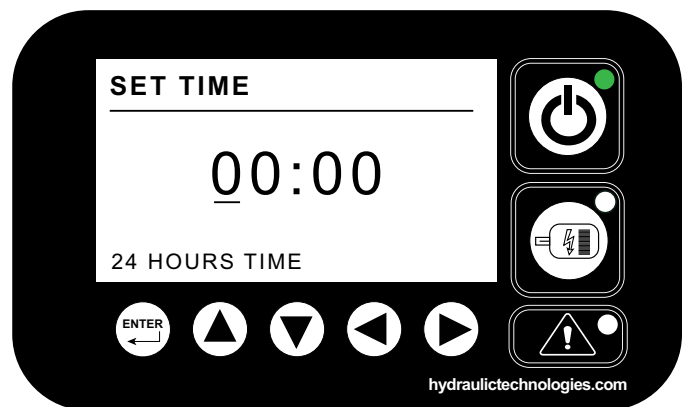 SET TIME
00:00
24 HOURS TIME
ENTER
hydraulictechnologies.com